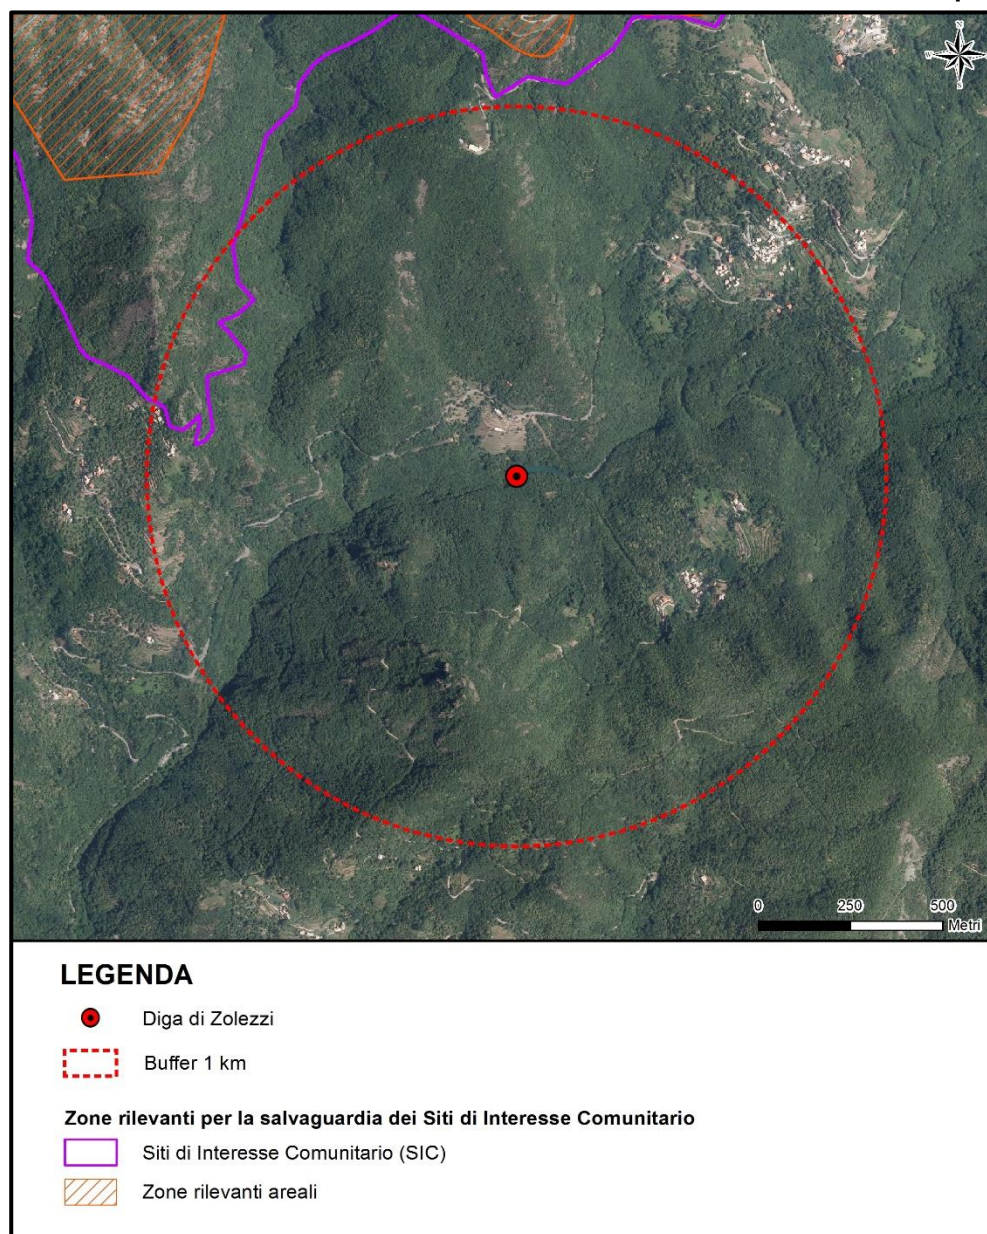 N
W
S
0 250 500
Metri
LEGENDA
Diga di Zolezzi
Buffer 1 km
Zone rilevanti per la salvaguardia dei Siti di Interesse Comunitario
Siti di Interesse Comunitario (SIC)
Zone rilevanti areali